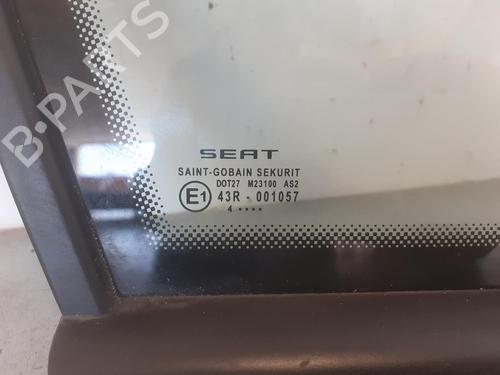 B-PARTS
SEAT
SAINT-GOBAIN SEKURIT
DOT27 M23100 AS2
E1 43R - 001057
4 ••••